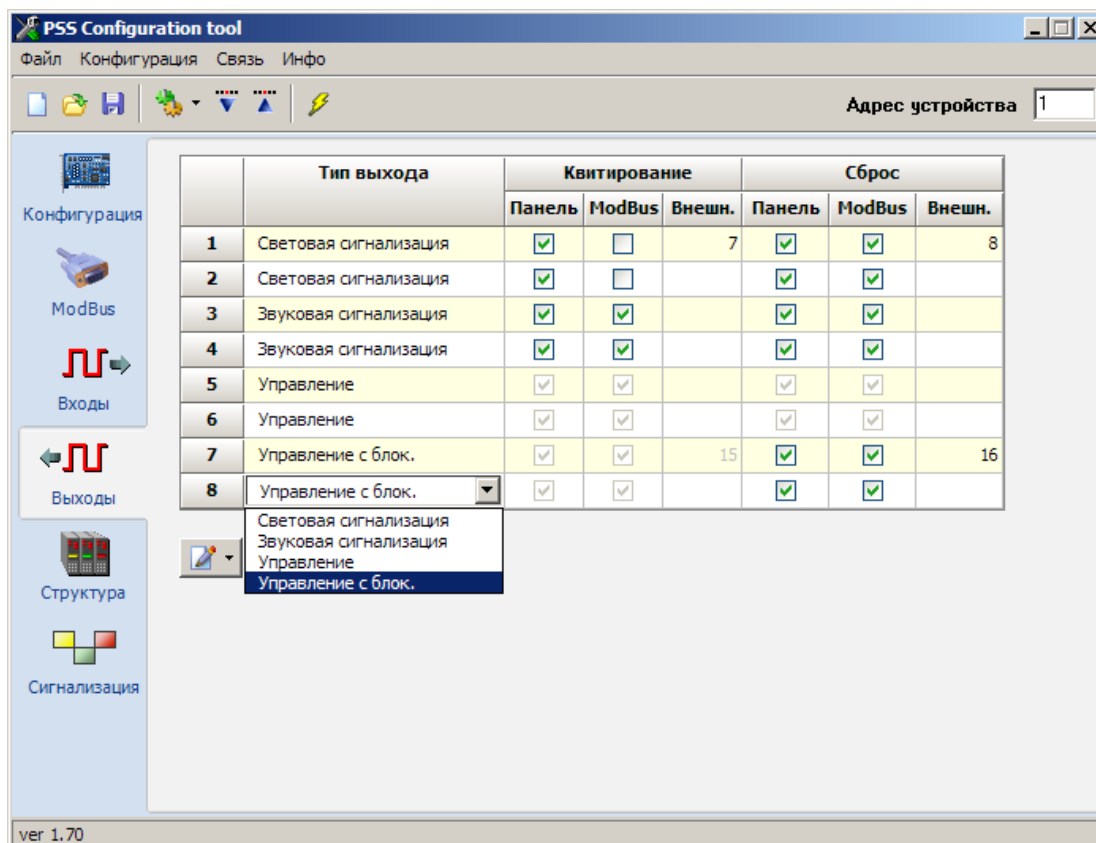 PSS Configuration tool
Файл Конфигурация Связь Инфо
Адрес устройства 1
Конфигурация
ModBus
Входы
Выходы
Структура
Сигнализация
Тип выхода Квитирование Сброс
Панель ModBus Внешн. Панель ModBus Внешн.
1 Световая сигнализация 7 8
2 Световая сигнализация
3 Звуковая сигнализация
4 Звуковая сигнализация
5 Управление
6 Управление
7 Управление с блок. 15 16
8 Управление с блок.
Световая сигнализация
Звуковая сигнализация
Управление
Управление с блок.
ver 1.70